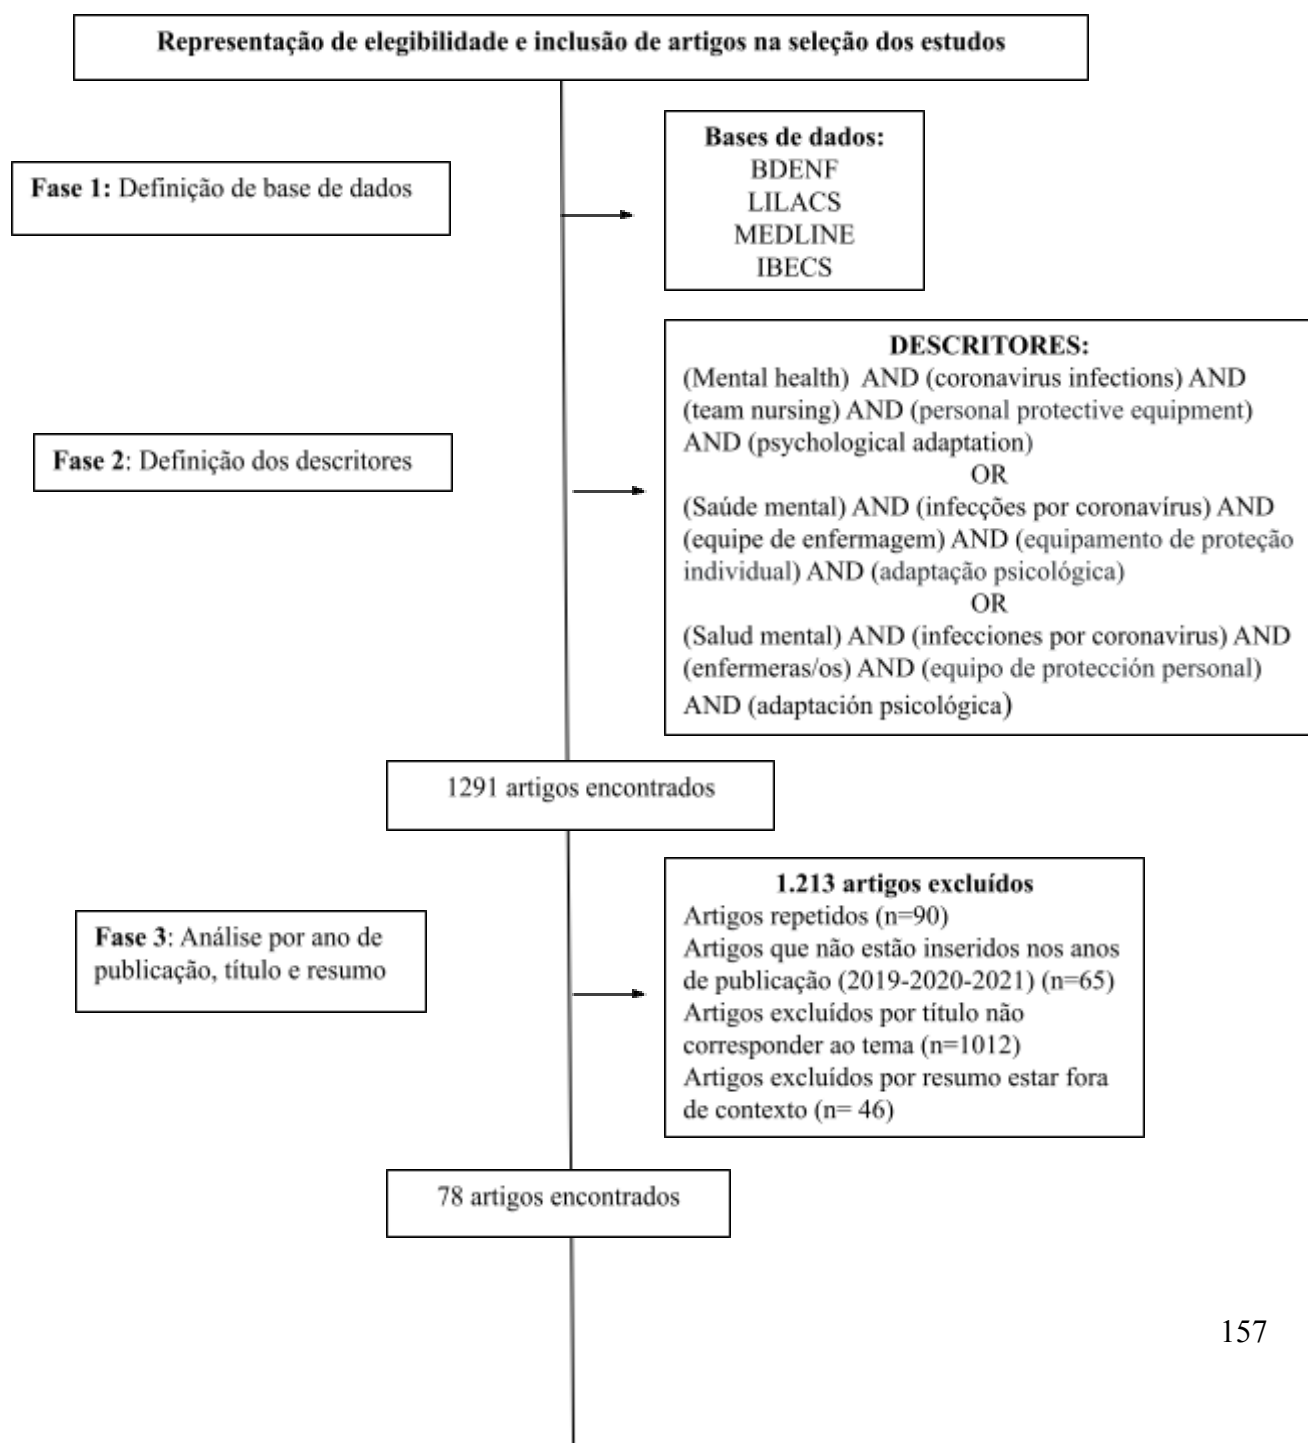 Representação de elegibilidade e inclusão de artigos na seleção dos estudos
Fase 1: Definição de base de dados
Bases de dados:
BDENF
LILACS
MEDLINE
IBECS
Fase 2: Definição dos descritores
DESCRITORES:
(Mental health) AND (coronavirus infections) AND
(team nursing) AND (personal protective equipment)
AND (psychological adaptation)
OR
(Saúde mental) AND (infecções por coronavírus) AND
(equipe de enfermagem) AND (equipamento de proteção
individual) AND (adaptação psicológica)
OR
(Salud mental) AND (infecciones por coronavirus) AND
(enfermeras/os) AND (equipo de protección personal)
AND (adaptación psicológica)
1291 artigos encontrados
Fase 3: Análise por ano de
publicação, título e resumo
1.213 artigos excluídos
Artigos repetidos (n=90)
Artigos que não estão inseridos nos anos
de publicação (2019-2020-2021) (n=65)
Artigos excluídos por título não
corresponder ao tema (n=1012)
Artigos excluídos por resumo estar fora
de contexto (n= 46)
78 artigos encontrados
157